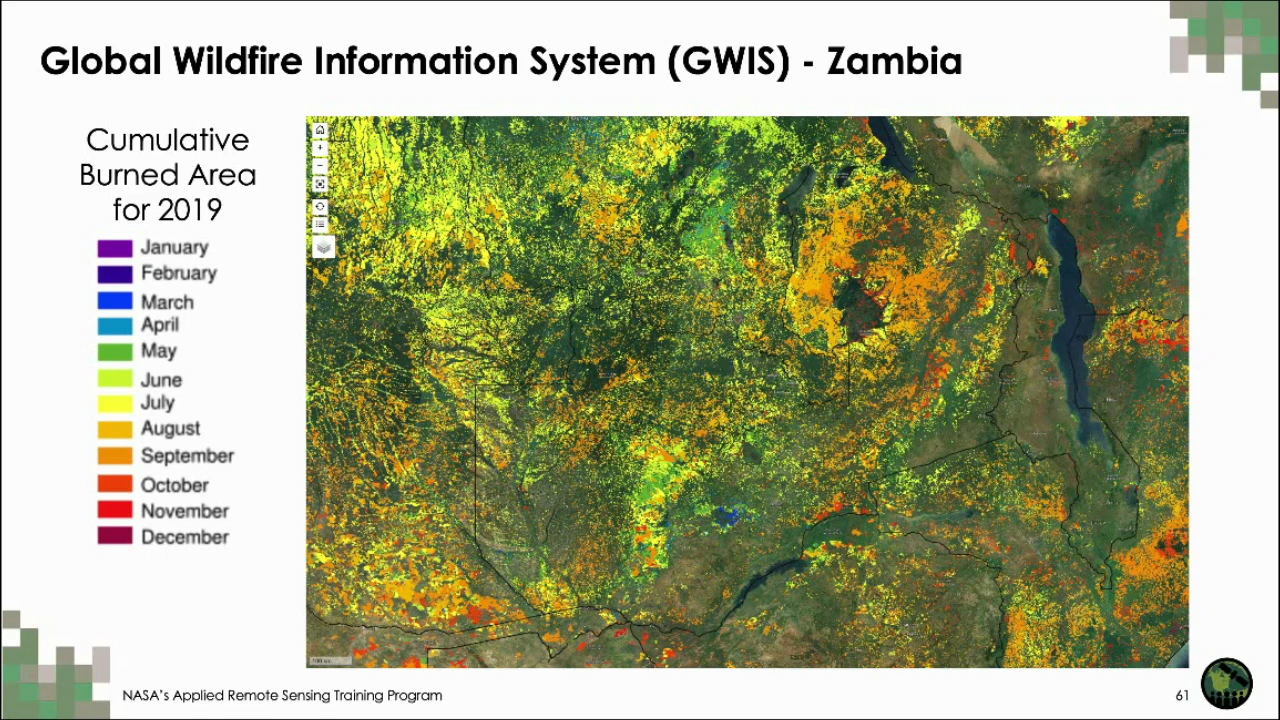 Global Wildfire Information System (GWIS) - Zambia
Cumulative
Burned Area
for 2019
January
February
March
April
May
June
July
August
September
October
November
December
NASA's Applied Remote Sensing Training Program
61